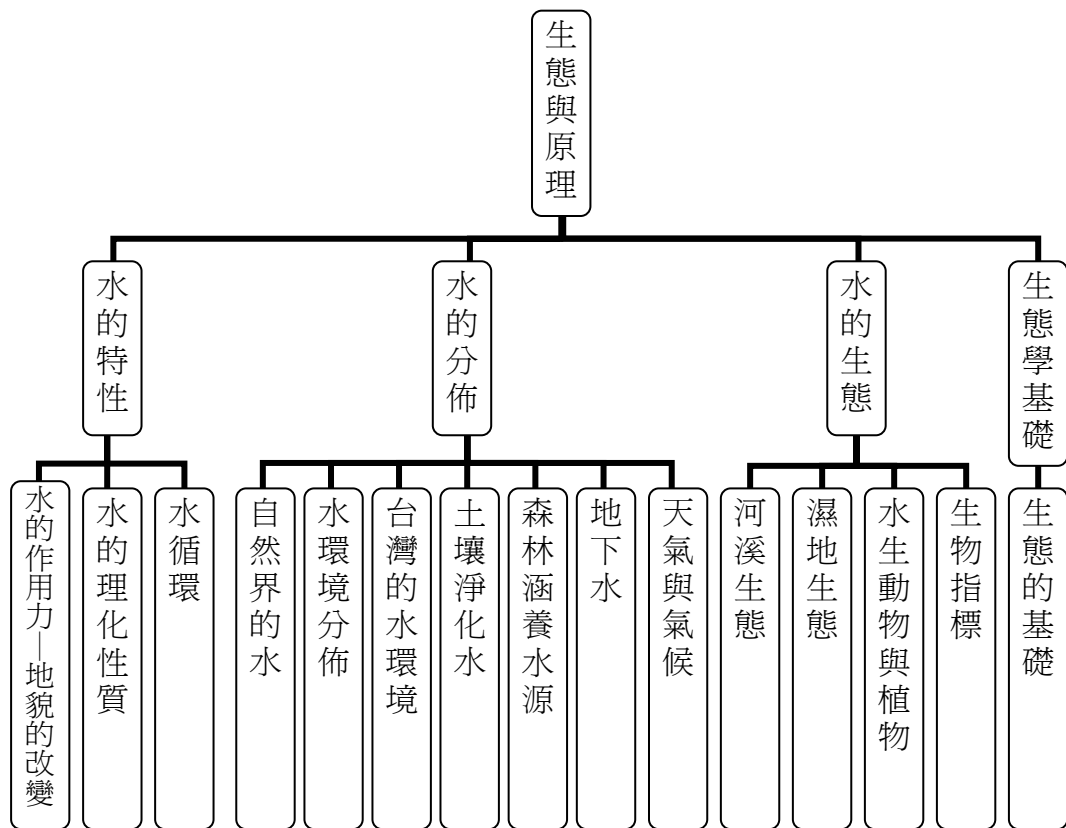 生態與原理
水的特性
水的分佈
水的生態
生態學基礎
水的作用力—地貌的改變
水的理化性質
水循環
自然界的水
水環境分佈
台灣的水環境
土壤淨化水
森林涵養水源
地下水
天氣與氣候
河溪生態
濕地生態
水生動物與植物
生物指標
生態的基礎